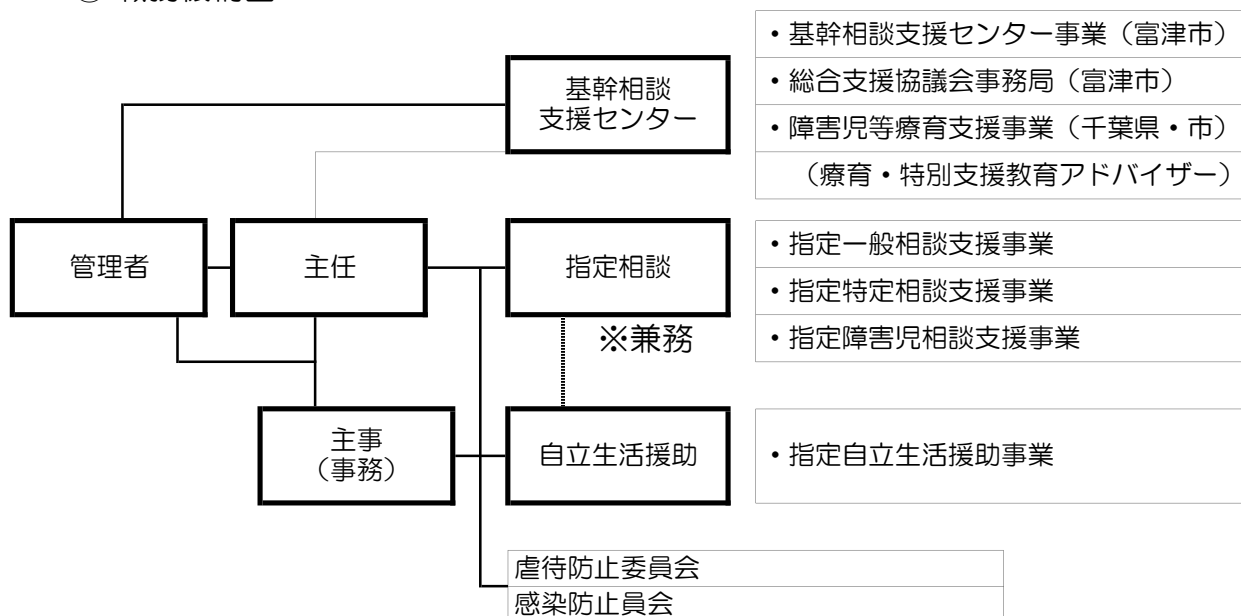 ・基幹相談支援センター事業（富津市）
基幹相談
支援センター
・総合支援協議会事務局（富津市）
・障害児等療育支援事業（千葉県・市）
（療育・特別支援教育アドバイザー）
管理者
主任
指定相談
・指定一般相談支援事業
・指定特定相談支援事業
※兼務
・指定障害児相談支援事業
主事
（事務）
自立生活援助
・指定自立生活援助事業
虐待防止委員会
感染防止員会